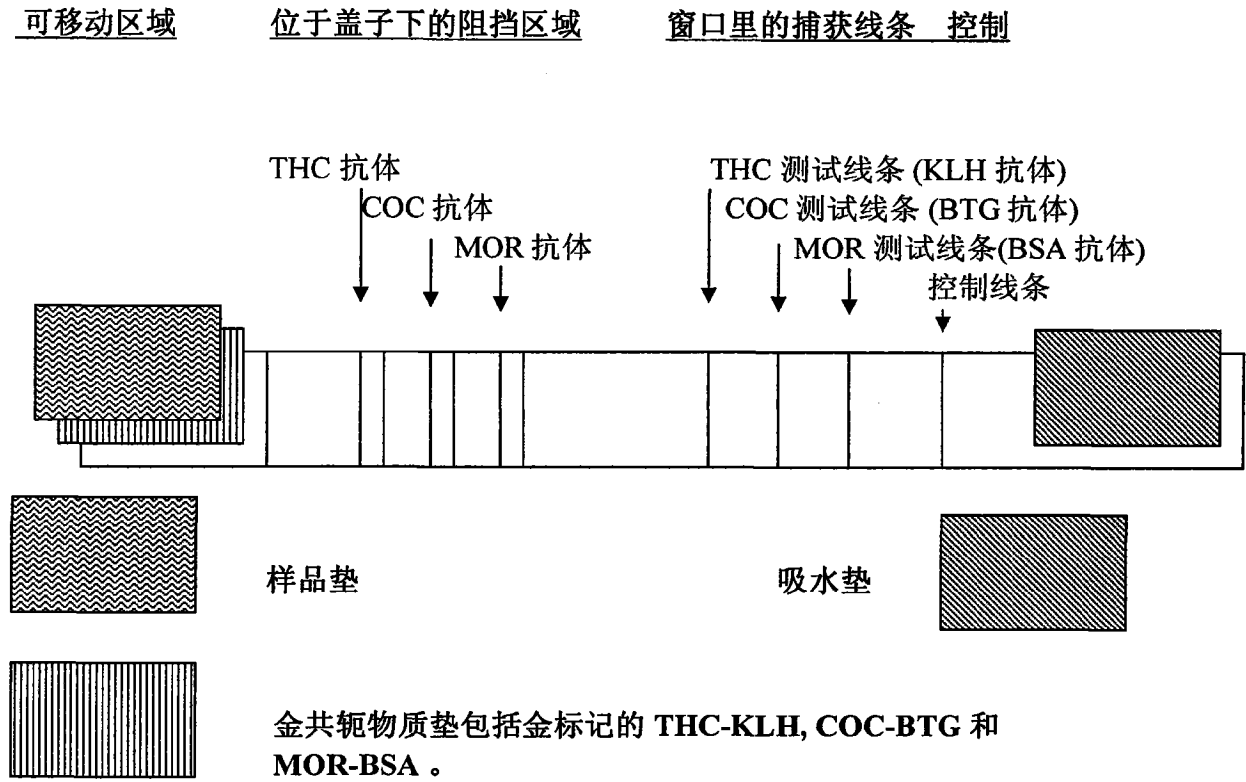 可移动区域 位于盖子下的阻挡区域 窗口里的捕获线条 控制
THC 抗体
COC 抗体
MOR 抗体
THC 测试线条 (KLH 抗体)
COC 测试线条 (BTG 抗体)
MOR 测试线条(BSA 抗体)
控制线条
样品垫
吸水垫
金共轭物质垫包括金标记的 THC-KLH, COC-BTG 和
MOR-BSA 。